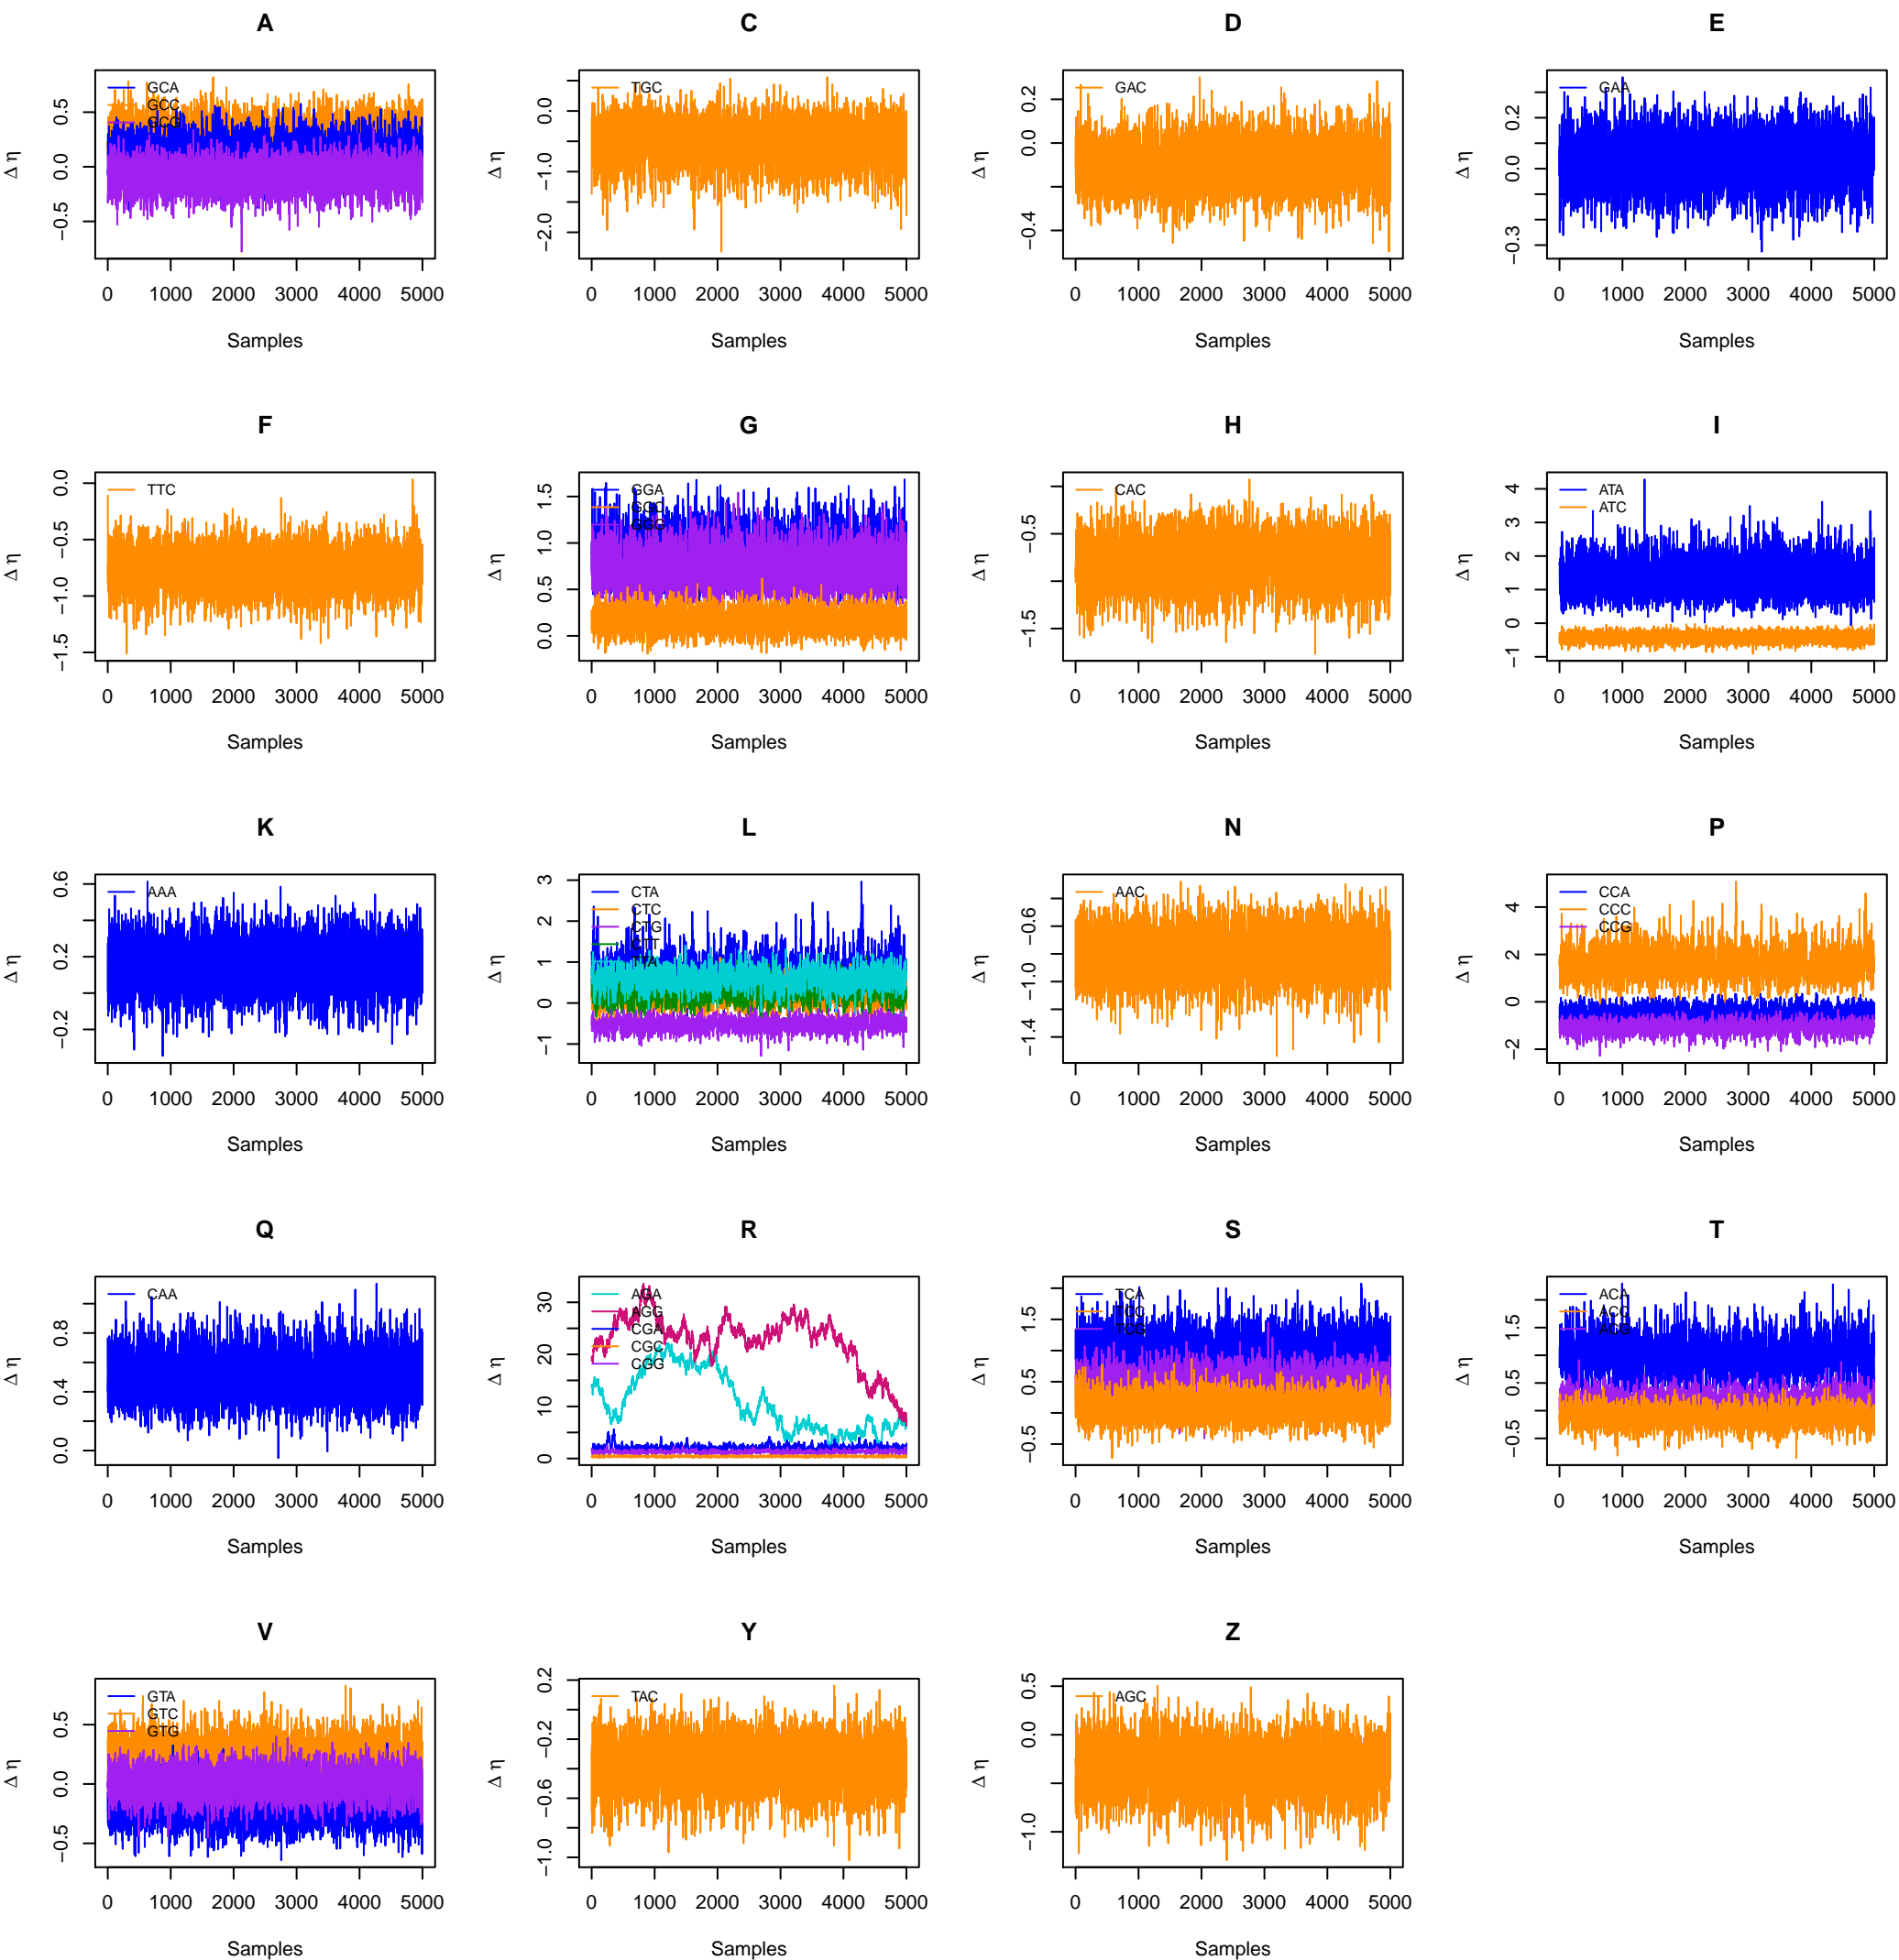 A
C
D
E
GCA
GCC
GCG
TGC
GAC
GAA
Δ η
0.5
0.0
−0.5
Δ η
0.0
−1.0
−2.0
Δ η
0.2
0.0
−0.4
Δ η
0.2
0.0
−0.3
0 1000 2000 3000 4000 5000
0 1000 2000 3000 4000 5000
0 1000 2000 3000 4000 5000
0 1000 2000 3000 4000 5000
Samples
Samples
Samples
Samples
F
G
H
I
TTC
GGA
GGC
GGG
CAC
ATA
ATC
Δ η
0.0
−0.5
−1.0
−1.5
Δ η
1.5
1.0
0.5
0.0
Δ η
−0.5
−1.5
Δ η
4
3
2
1
0
−1
0 1000 2000 3000 4000 5000
0 1000 2000 3000 4000 5000
0 1000 2000 3000 4000 5000
0 1000 2000 3000 4000 5000
Samples
Samples
Samples
Samples
K
L
N
P
AAA
CTA
CTC
CTG
CTT
TTA
AAC
CCA
CCC
CCG
Δ η
0.6
0.2
−0.2
Δ η
3
2
1
0
−1
Δ η
−0.6
−1.0
−1.4
Δ η
4
2
0
−2
0 1000 2000 3000 4000 5000
0 1000 2000 3000 4000 5000
0 1000 2000 3000 4000 5000
0 1000 2000 3000 4000 5000
Samples
Samples
Samples
Samples
Q
R
S
T
CAA
AGA
AGG
CGA
CGC
CGG
TCA
TCC
TCG
ACA
ACC
ACG
Δ η
0.8
0.4
0.0
Δ η
30
20
10
0
Δ η
1.5
0.5
−0.5
Δ η
1.5
0.5
−0.5
0 1000 2000 3000 4000 5000
0 1000 2000 3000 4000 5000
0 1000 2000 3000 4000 5000
0 1000 2000 3000 4000 5000
Samples
Samples
Samples
Samples
V
Y
Z
GTA
GTC
GTG
TAC
AGC
Δ η
0.5
0.0
−0.5
Δ η
0.2
−0.2
−0.6
−1.0
Δ η
0.5
0.0
−1.0
0 1000 2000 3000 4000 5000
0 1000 2000 3000 4000 5000
0 1000 2000 3000 4000 5000
Samples
Samples
Samples